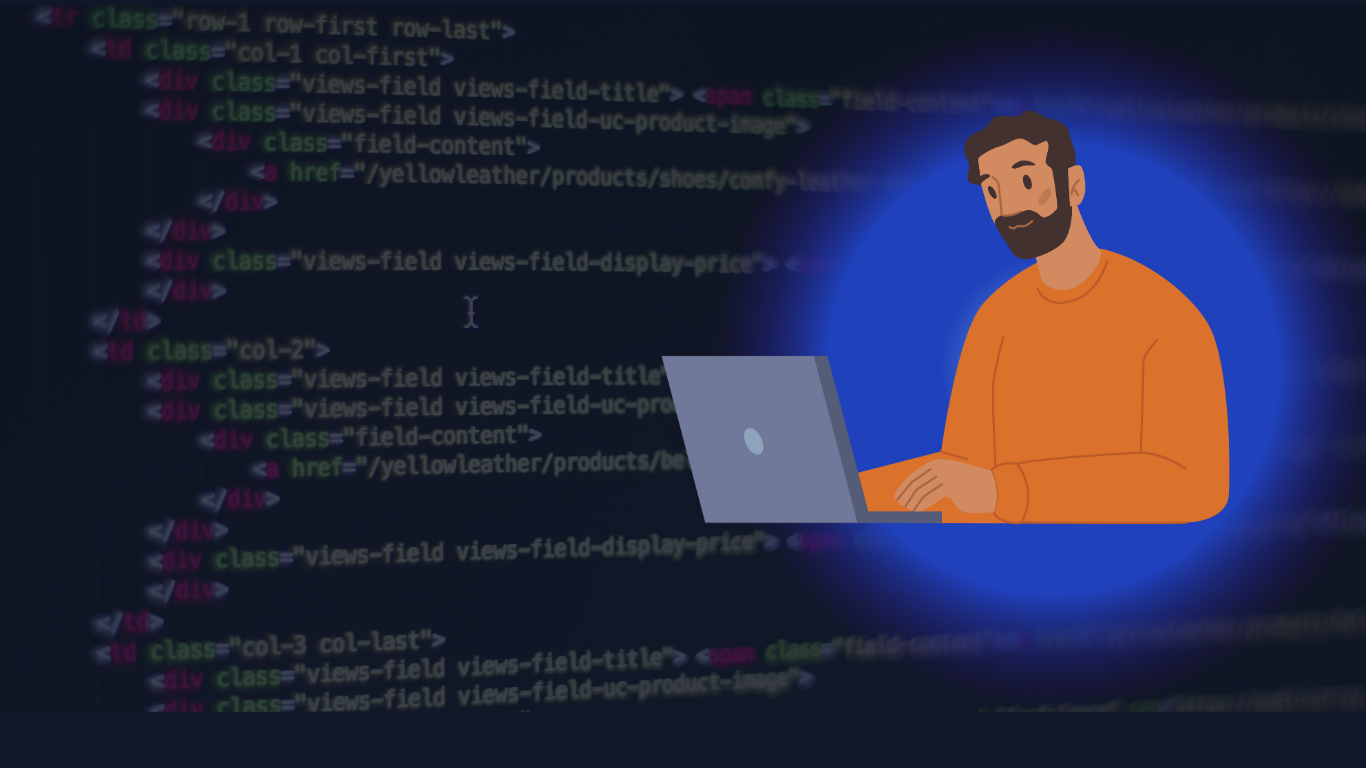 <tr class="row-1 row-first row-last">
<td class="col-1 col-first">
<div class="views-field views-field-title"> <span class="field-content">
<div class="views-field views-field-uc-product-image">
<div class="field-content">
<a href="/yellowleather/products/shoes/comfy-leather-
</div>
</div>
<div class="views-field views-field-display-price"> <span
</div>
</td>
<td class="col-2">
<div class="views-field views-field-title"
<div class="views-field views-field-uc-pro
<div class="field-content">
<a href="/yellowleather/products/be
</div>
</div>
<div class="views-field views-field-display-price"> <span
</div>
</td>
<td class="col-3 col-last">
<div class="views-field views-field-title"> <span class="field-content"
<div class="views-field views-field-uc-product-image">